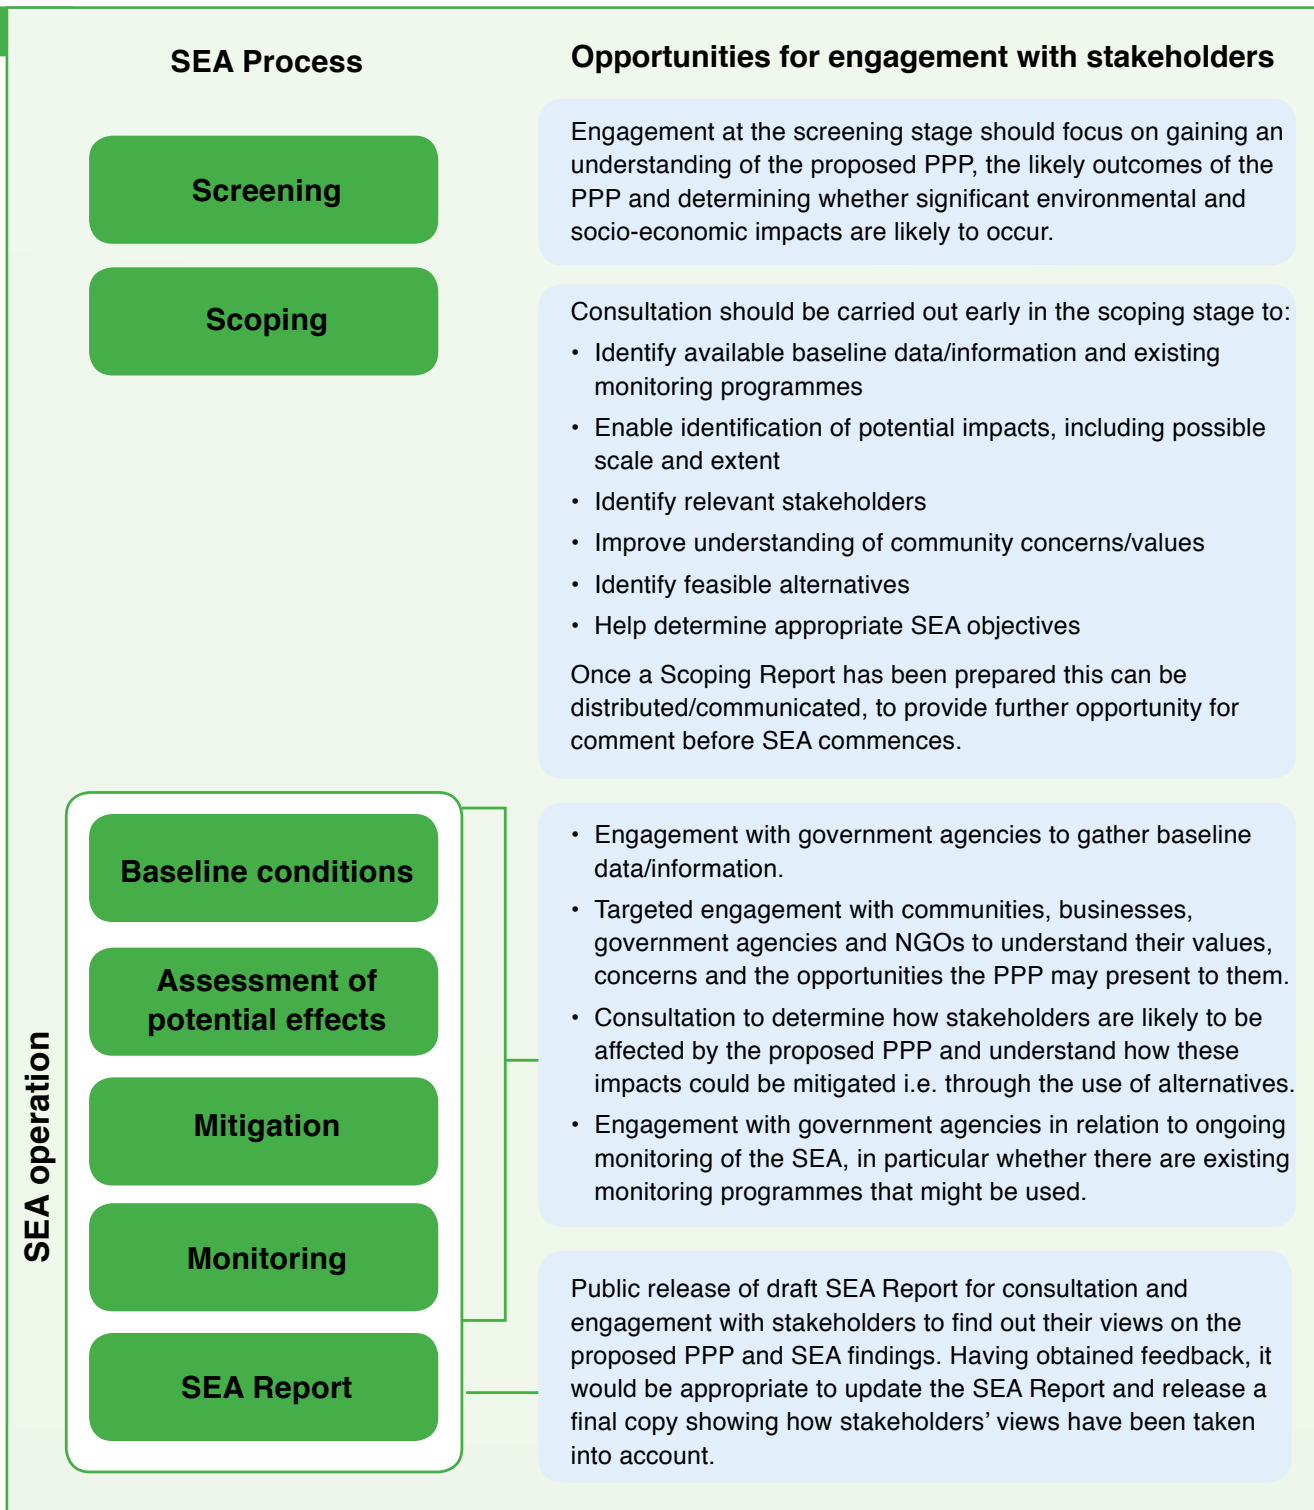 SEA Process
Opportunities for engagement with stakeholders
Screening
Engagement at the screening stage should focus on gaining an
understanding of the proposed PPP, the likely outcomes of the
PPP and determining whether significant environmental and
socio-economic impacts are likely to occur.
Scoping
Consultation should be carried out early in the scoping stage to:
• Identify available baseline data/information and existing
monitoring programmes
• Enable identification of potential impacts, including possible
scale and extent
• Identify relevant stakeholders
• Improve understanding of community concerns/values
• Identify feasible alternatives
• Help determine appropriate SEA objectives
Once a Scoping Report has been prepared this can be
distributed/communicated, to provide further opportunity for
comment before SEA commences.
SEA operation
Baseline conditions
Assessment of
potential effects
Mitigation
Monitoring
• Engagement with government agencies to gather baseline
data/information.
• Targeted engagement with communities, businesses,
government agencies and NGOs to understand their values,
concerns and the opportunities the PPP may present to them.
• Consultation to determine how stakeholders are likely to be
affected by the proposed PPP and understand how these
impacts could be mitigated i.e. through the use of alternatives.
• Engagement with government agencies in relation to ongoing
monitoring of the SEA, in particular whether there are existing
monitoring programmes that might be used.
SEA Report
Public release of draft SEA Report for consultation and
engagement with stakeholders to find out their views on the
proposed PPP and SEA findings. Having obtained feedback, it
would be appropriate to update the SEA Report and release a
final copy showing how stakeholders’ views have been taken
into account.